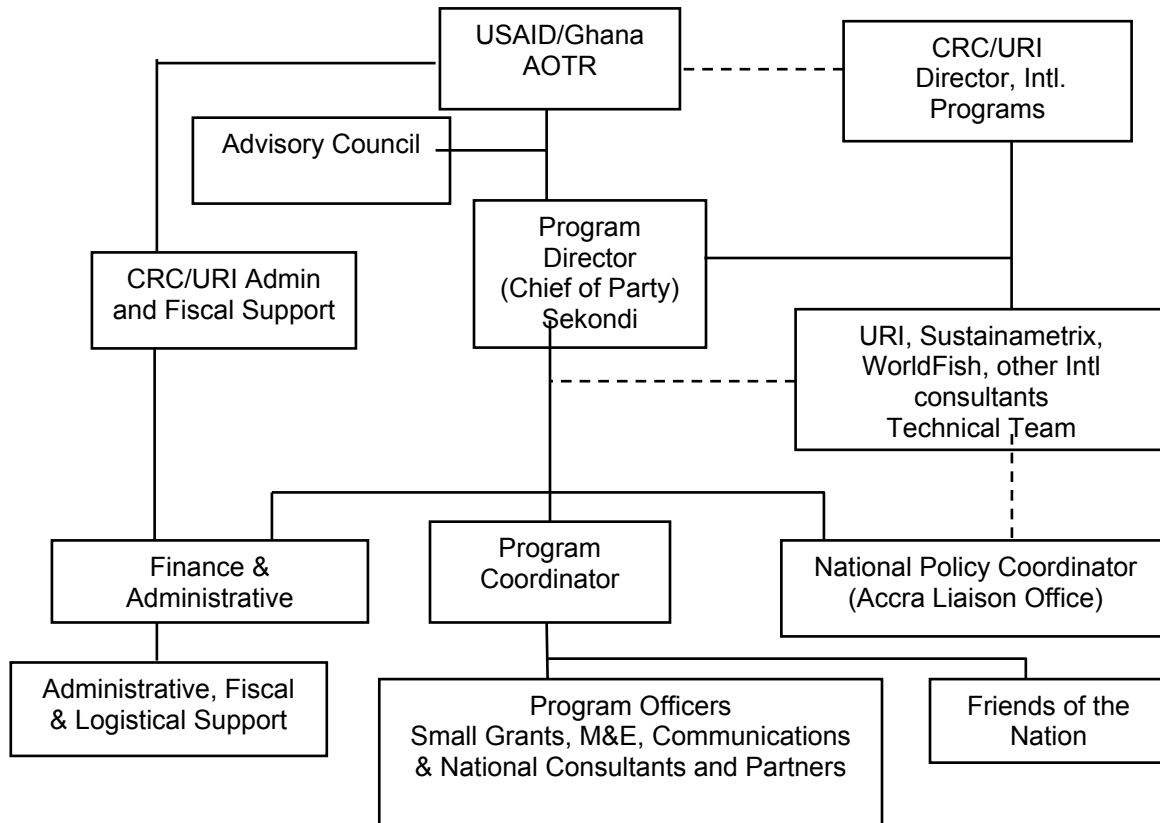 USAID/Ghana
AOTR
CRC/URI
Director, Intl.
Programs
Advisory Council
Program
Director
(Chief of Party)
Sekondi
CRC/URI Admin
and Fiscal Support
URI, Sustainametrix,
WorldFish, other Intl
consultants
Technical Team
Finance &
Administrative
Program
Coordinator
National Policy Coordinator
(Accra Liaison Office)
Administrative, Fiscal
& Logistical Support
Program Officers
Small Grants, M&E, Communications
& National Consultants and Partners
Friends of the
Nation